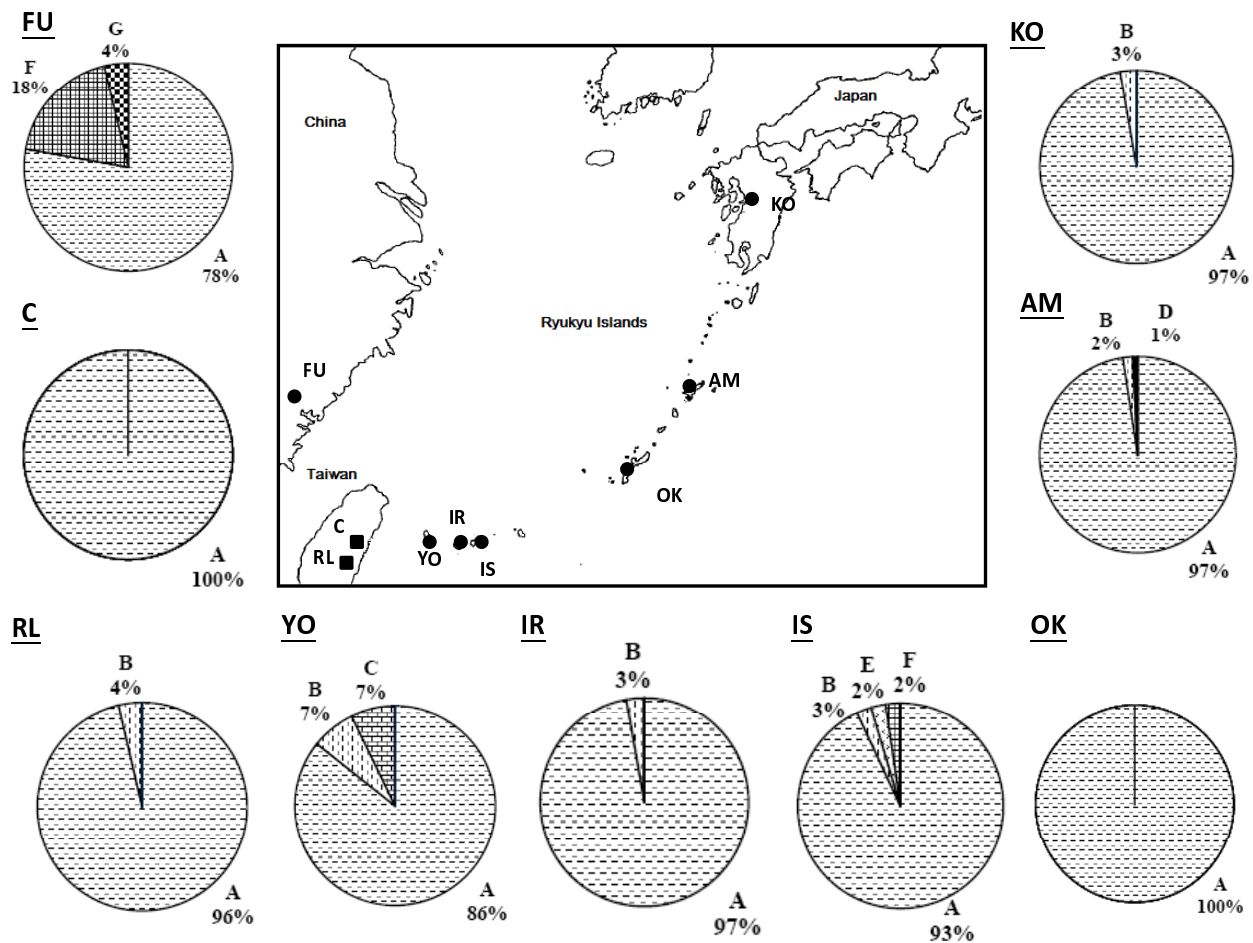 FU
G
4%
F
18%
A
78%
C
A
100%
China
Japan
KO
Ryukyu Islands
FU
AM
Taiwan
OK
C
IR
RL
YO
IS
KO
B
3%
A
97%
AM
B
2%
D
1%
A
97%
RL
B
4%
A
96%
YO
B
7%
C
7%
A
86%
IR
B
3%
A
97%
IS
B
3%
E
2%
F
2%
A
93%
OK
A
100%